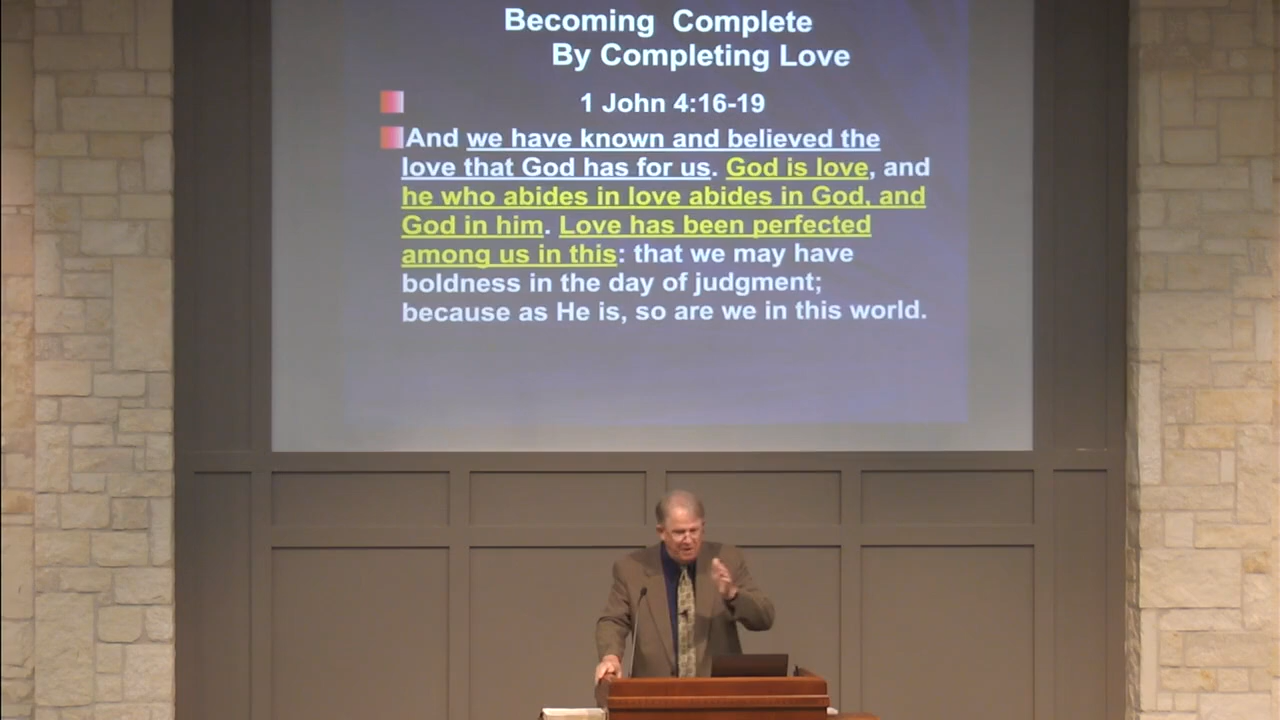 Becoming Complete
By Completing Love
1 John 4:16-19
And we have known and believed the
love that God has for us. God is love, and
he who abides in love abides in God, and
God in him. Love has been perfected
among us in this: that we may have
boldness in the day of judgment;
because as He is, so are we in this world.